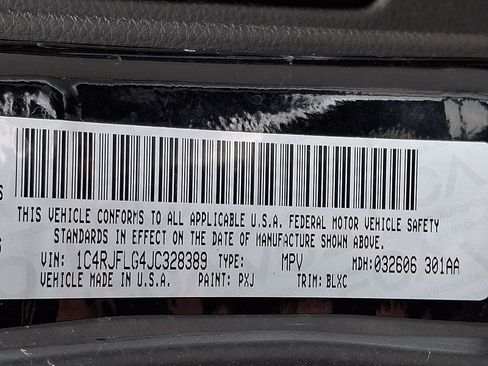 THIS VEHICLE CONFORMS TO ALL APPLICABLE U.S.A. FEDERAL MOTOR VEHICLE SAFETY
STANDARDS IN EFFECT ON THE DATE OF MANUFACTURE SHOWN ABOVE.
VIN: 1C4RJFLG4JC328389 TYPE: MPV MDH:032606 301AA
VEHICLE MADE IN U.S.A. PAINT: PXJ TRIM: BLXC